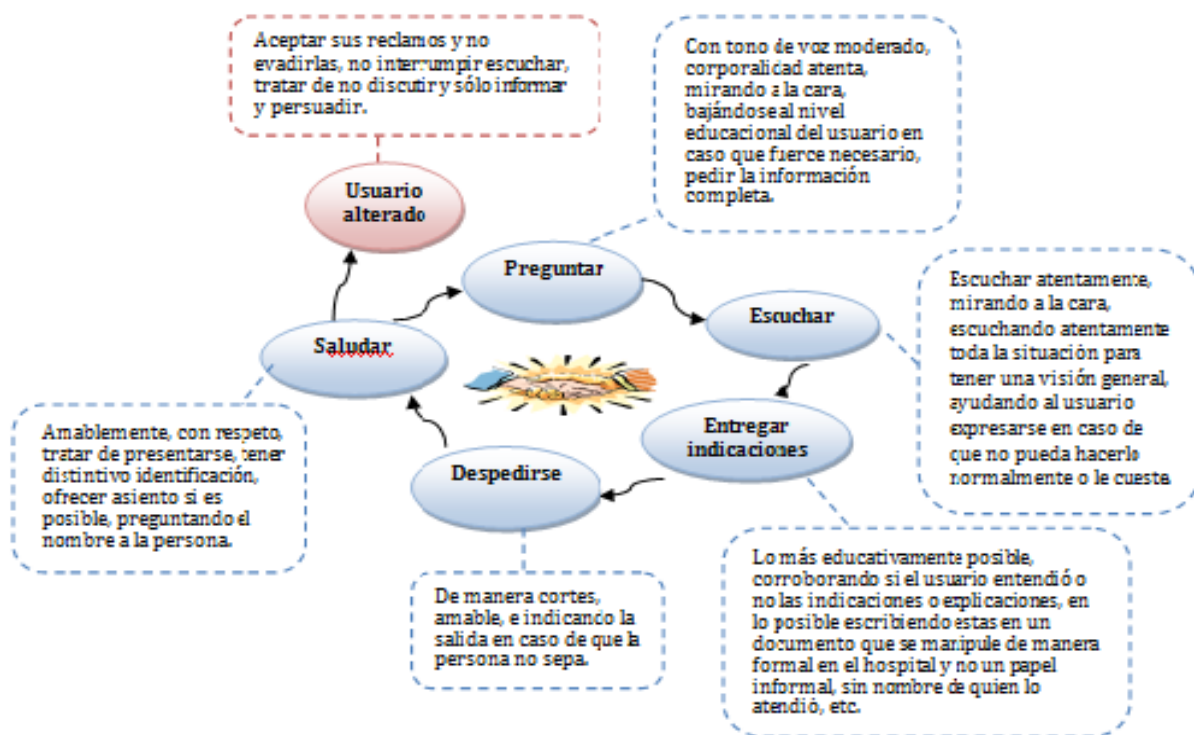 Aceptar sus reclamos y no
evadirlas, no interrumpir escuchar,
tratar de no discutir y sólo informar
y persuadir.
Con tono de voz moderado,
corporalidad atenta,
mirando a la cara,
bajándose al nivel
educacional del usuario en
caso que fuerce necesario,
pedir la información
completa.
Usuario
alterado
Preguntar
Escuchar
Escuchar atentamente,
mirando a la cara,
escuchando atentamente
toda la situación para
tener una visión general,
ayudando al usuario
expresarse en caso de
que no pueda hacerlo
normalmente o le cueste.
Saludar
Amablemente, con respeto,
tratar de presentarse, tener
distintivo identificación,
ofrecer asiento si es
posible, preguntando el
nombre a la persona.
Entregar
indicaciones
Despedirse
De manera cortes,
amable, e indicando la
salida en caso de que la
persona no sepa.
Lo más educativamente posible,
corroborando si el usuario entendió o
no las indicaciones o explicaciones, en
lo posible escribiendo estas en un
documento que se manipule de manera
formal en el hospital y no un papel
informal, sin nombre de quien lo
atendió, etc.